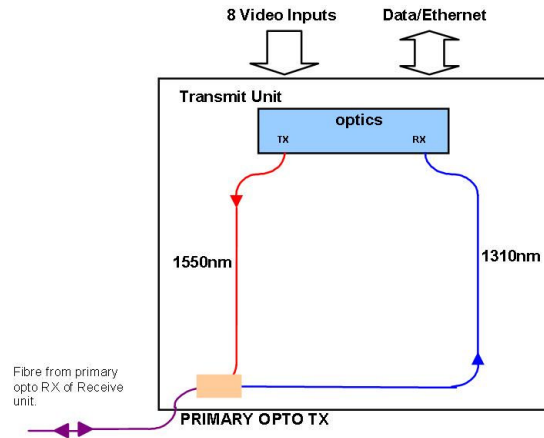 8 Video Inputs
Data/Ethernet
Transmit Unit
optics
TX
RX
1550nm
1310nm
Fibre from primary
opto RX of Receive
unit.
PRIMARY OPTO TX